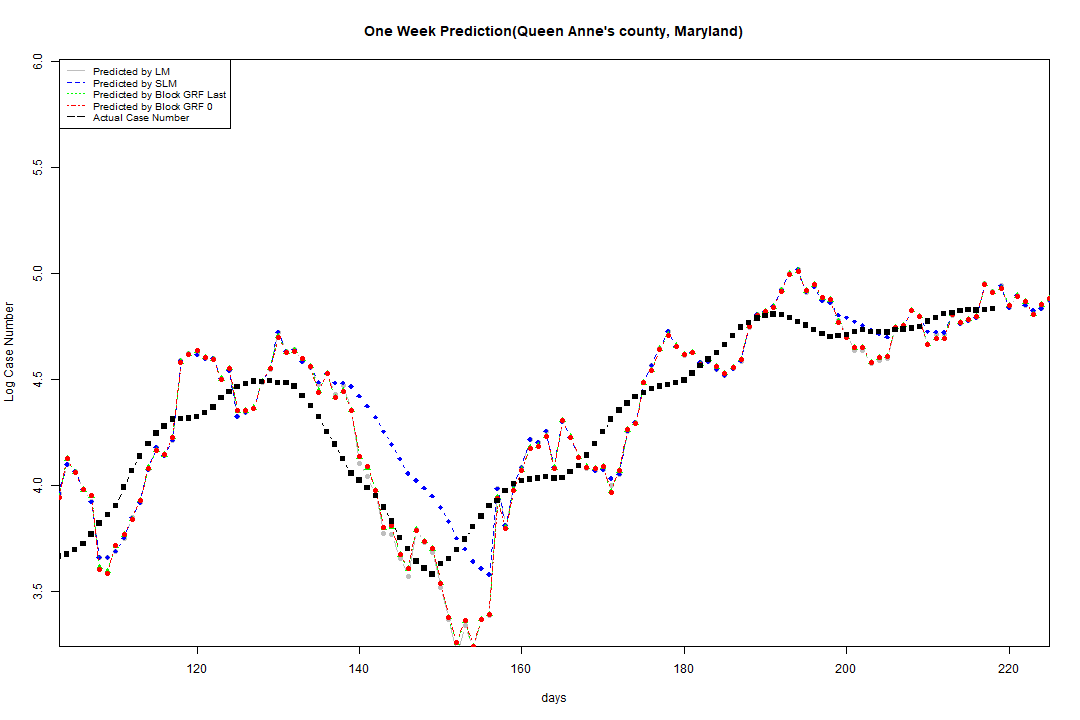 One Week Prediction(Queen Anne's county, Maryland)
Predicted by LM
Predicted by SLM
Predicted by Block GRF Last
Predicted by Block GRF 0
Actual Case Number
6.0
5.5
5.0
4.5
4.0
3.5
Log Case Number
120 140 160 180 200 220
days